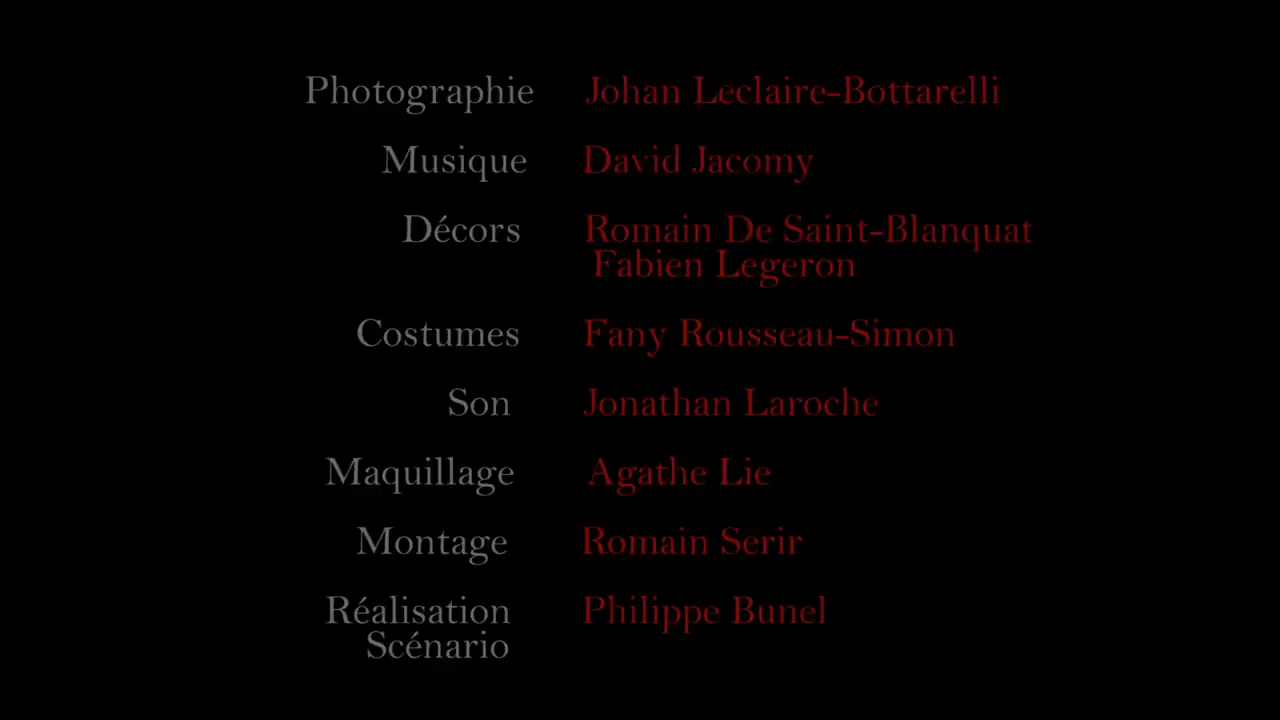 Photographie Johan Leclaire-Bottarelli
Musique David Jacomy
Décors Romain De Saint-Blanquat
Fabien Legeron
Costumes Fany Rousseau-Simon
Son Jonathan Laroche
Maquillage Agathe Lie
Montage Romain Serir
Réalisation Philippe Bunel
Scénario